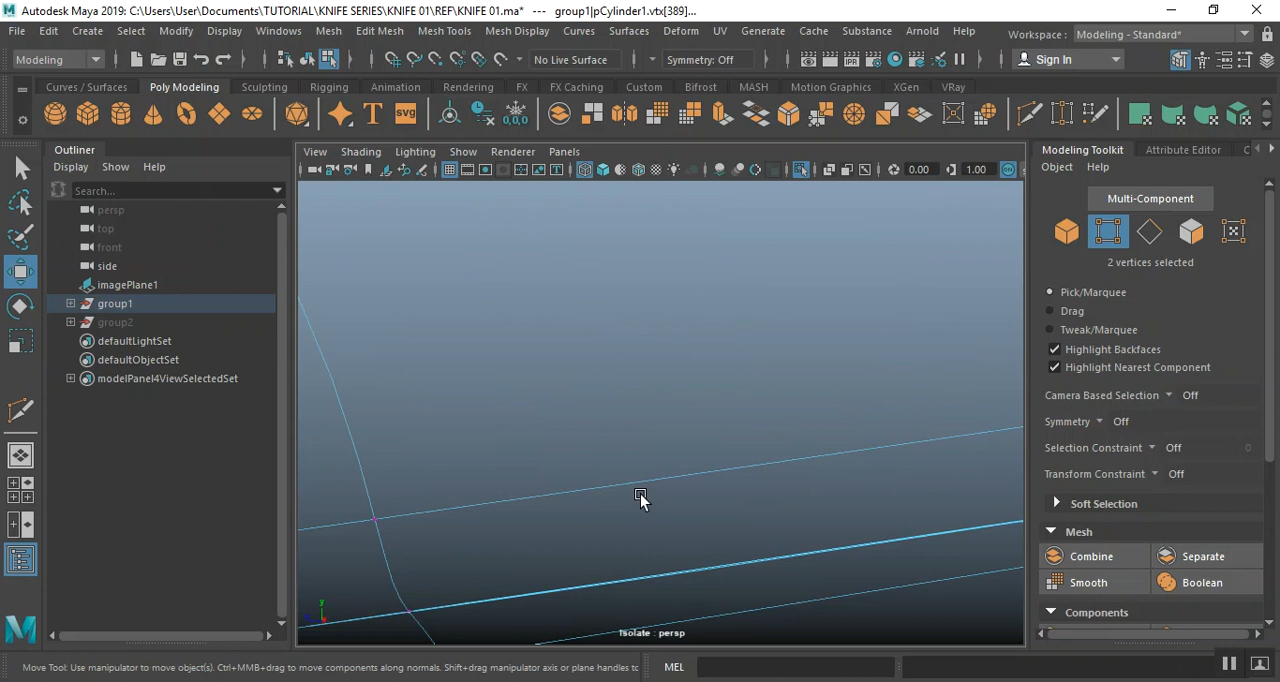 Autodesk Maya 2019: C:\Users\User\Documents\TUTORIAL\KNIFE SERIES\KNIFE 01\REF\KNIFE 01.ma* --- group1|pCylinder1.vtx[389]...
File Edit Create Select Modify Display Windows Mesh Edit Mesh Mesh Tools Mesh Display Curves Surfaces Deform UV Generate Cache Substance Arnold Help Workspace : Modeling - Standard*
Modeling No Live Surface Symmetry: Off IPR Sign In
Curves / Surfaces Poly Modeling Sculpting Rigging Animation Rendering FX FX Caching Custom Bifrost MASH Motion Graphics XGen VRay
T SVG 0,0,0
Outliner
Display Show Help
Search...
persp
top
front
side
imagePlane1
group1
group2
defaultLightSet
defaultObjectSet
modelPanel4ViewSelectedSet
View Shading Lighting Show Renderer Panels
0.00 1.00
y
Isolate : persp
Modeling Toolkit Attribute Editor C
Object Help
Multi-Component
2 vertices selected
Pick/Marquee
Drag
Tweak/Marquee
Highlight Backfaces
Highlight Nearest Component
Camera Based Selection Off
Symmetry Off
Selection Constraint Off 0
Transform Constraint Off
Soft Selection
Mesh
Combine Separate
Smooth Boolean
Components
Move Tool: Use manipulator to move object(s). Ctrl+MMB+drag to move components along normals. Shift+drag manipulator axis or plane handles to
MEL